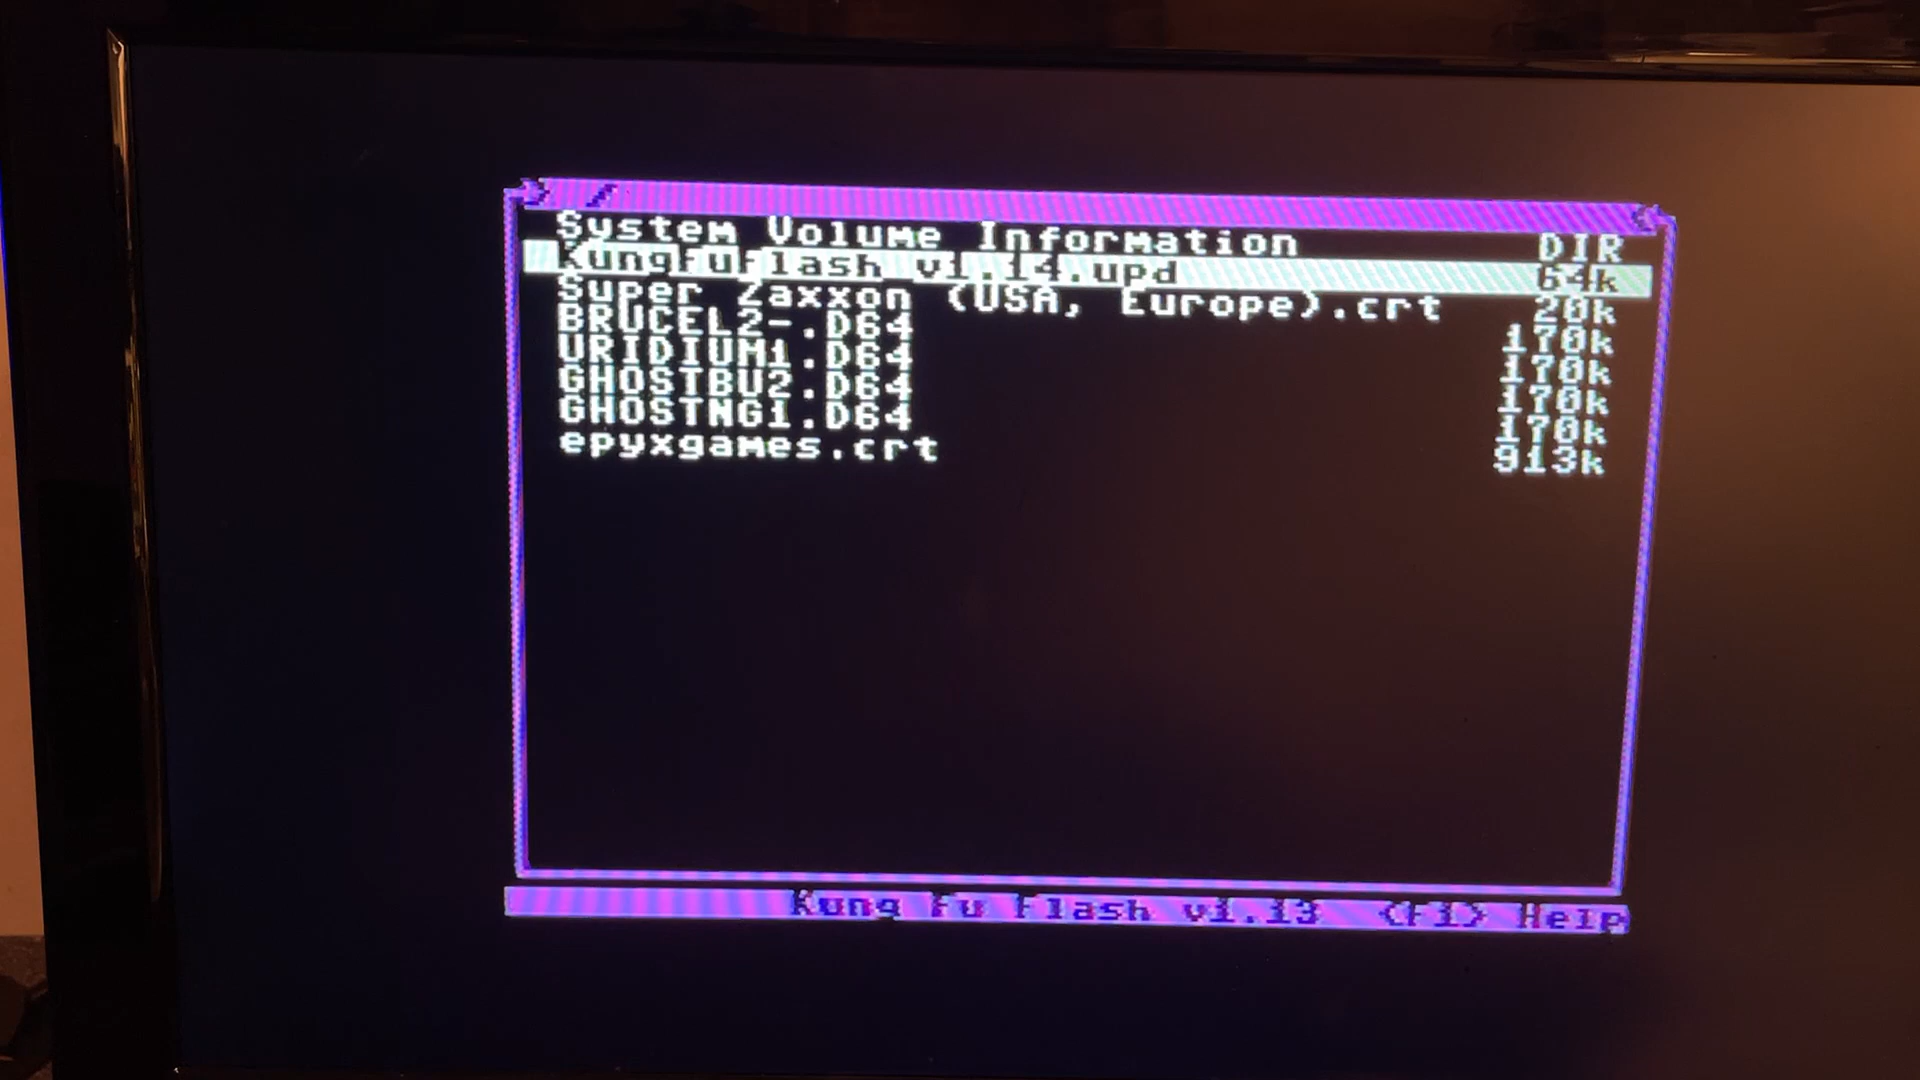 /
System Volume Information DIR
KungFuFlash v1.14.upd 64k
Super Zaxxon (USA, Europe).crt 20k
BRUCEL2-.D64 170k
URIDIUM1.D64 170k
GHOSTBU2.D64 170k
GHOSTNG1.D64 170k
epyxgames.crt 913k
Kung Fu Flash v1.13 <F1> Help